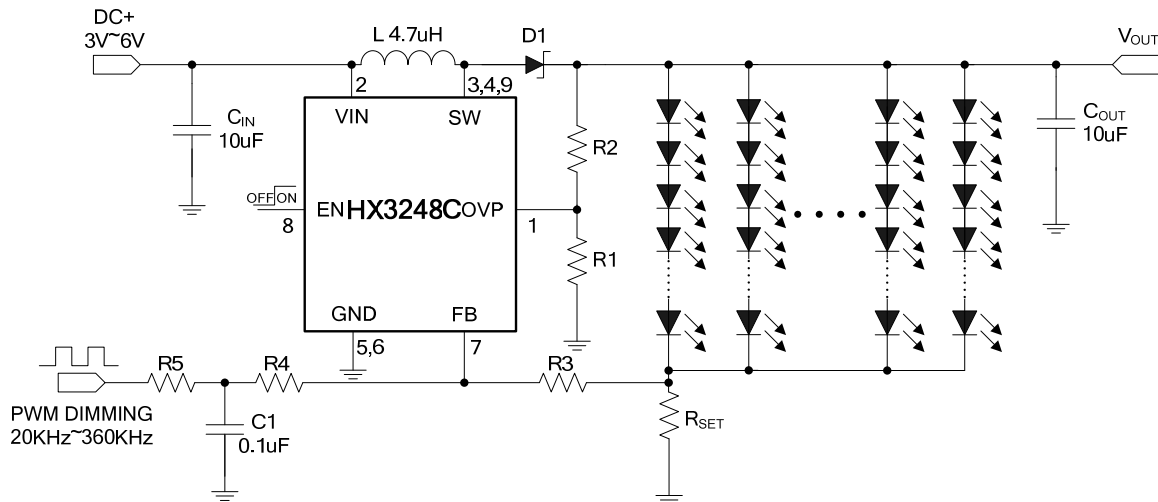 DC+
3V~6V
L 4.7uH
D1
VOUT
2
3,4,9
VIN
SW
CIN
10uF
R2
COUT
10uF
OFF ON
8
EN
HX3248C
OVP
1
R1
GND
FB
5,6
7
R5
R4
R3
PWM DIMMING
20KHz~360KHz
C1
0.1uF
RSET